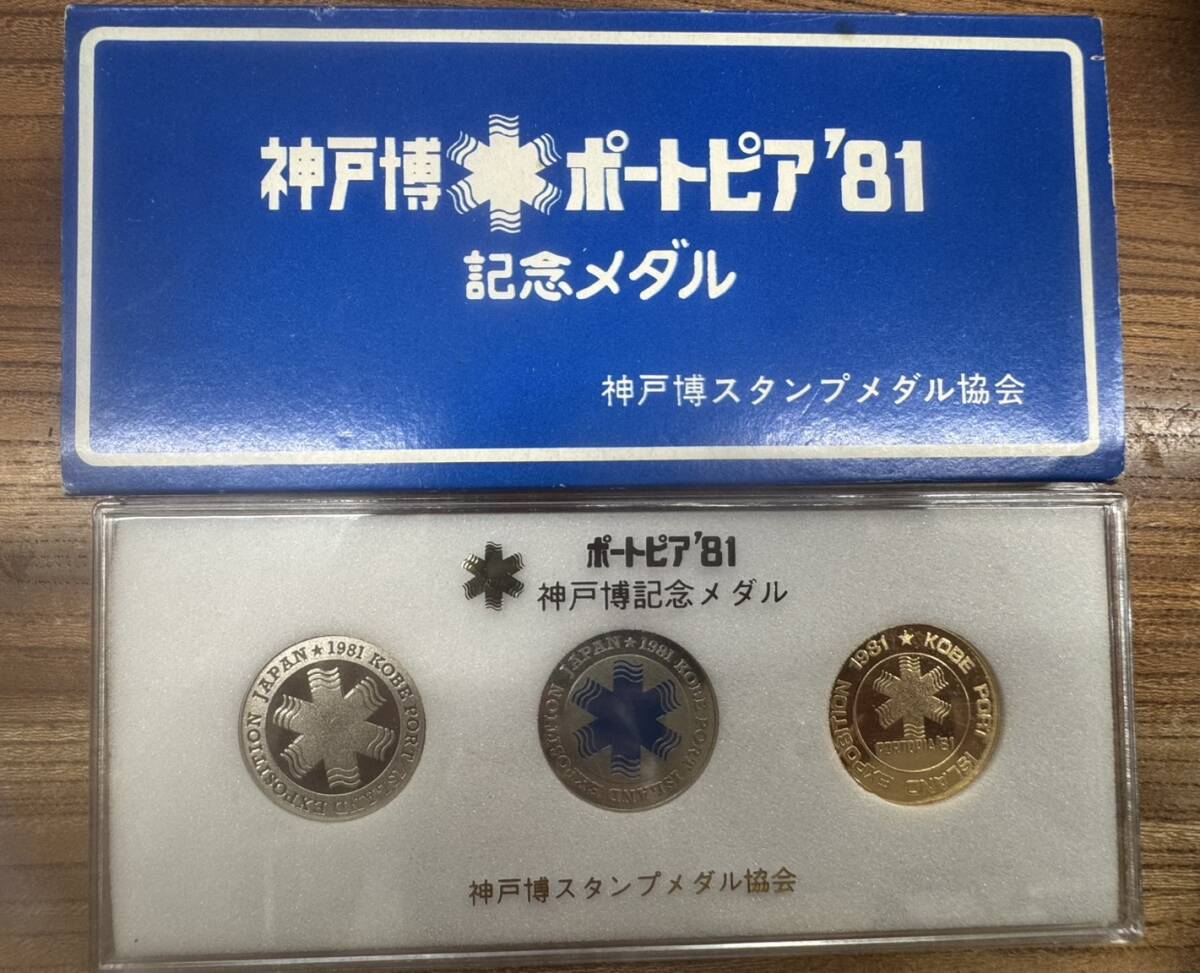 神戸博 ポートピア'81
記念メダル
神戸博スタンプメダル協会
ポートピア'81
神戸博記念メダル
JAPAN ★ 1981 KOBE PORT ISLAND EXPOSITION
JAPAN ★ 1981 KOBE PORT ISLAND EXPOSITION
1981 ★ KOBE PORT ISLAND EXPOSITION
PORTOPIA '81
神戸博スタンプメダル協会